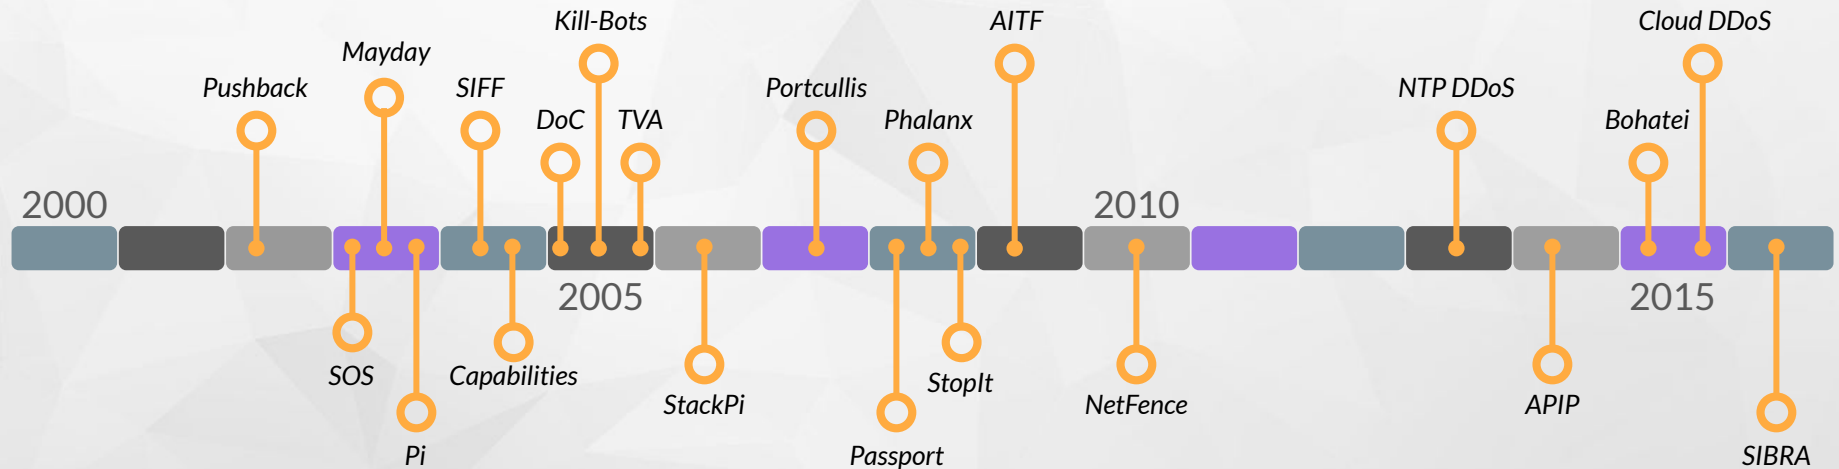 Kill-Bots
AITF
Cloud DDoS
Mayday
Pushback
SIFF
Portcullis
NTP DDoS
DoC
TVA
Phalanx
Bohatei
2000
2010
2005
2015
SOS
Capabilities
StopIt
StackPi
NetFence
APIP
Pi
Passport
SIBRA